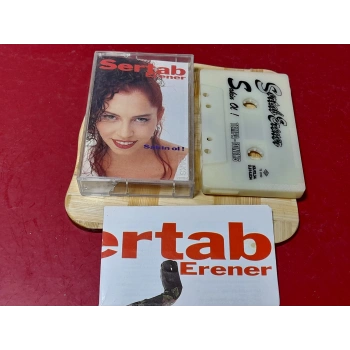 Sertab
Erener
Sakin ol!
Sertab Erener
Sakin Ol!
ertab
Erener